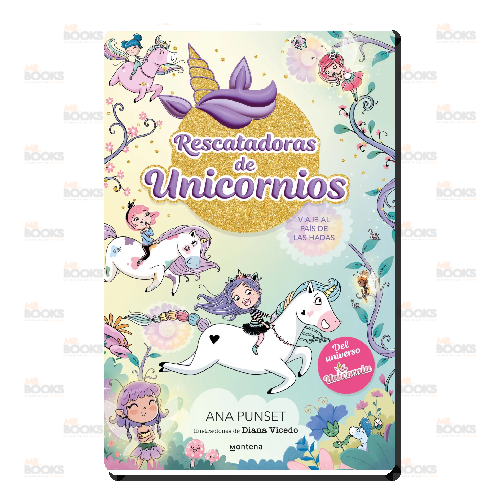 Rescatadoras
de
Unicornios
VIAJE AL
PAÍS DE
LAS HADAS
Del
universo
La
Unicornia
ANA PUNSET
Ilustraciones de Diana Vicedo
montena